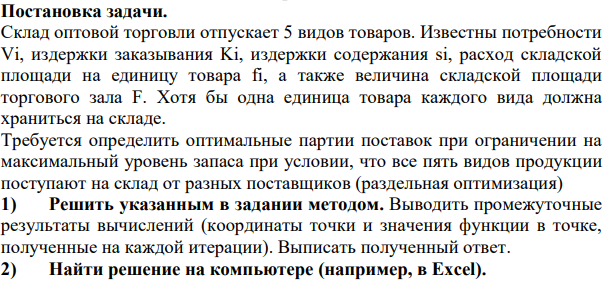 Постановка задачи.
Склад оптовой торговли отпускает 5 видов товаров. Известны потребности
Vi, издержки заказывания Ki, издержки содержания si, расход складской
площади на единицу товара fi, а также величина складской площади
торгового зала F. Хотя бы одна единица товара каждого вида должна
храниться на складе.
Требуется определить оптимальные партии поставок при ограничении на
максимальный уровень запаса при условии, что все пять видов продукции
поступают на склад от разных поставщиков (раздельная оптимизация)
1) Решить указанным в задании методом. Выводить промежуточные
результаты вычислений (координаты точки и значения функции в точке,
полученные на каждой итерации). Выписать полученный ответ.
2) Найти решение на компьютере (например, в Excel).